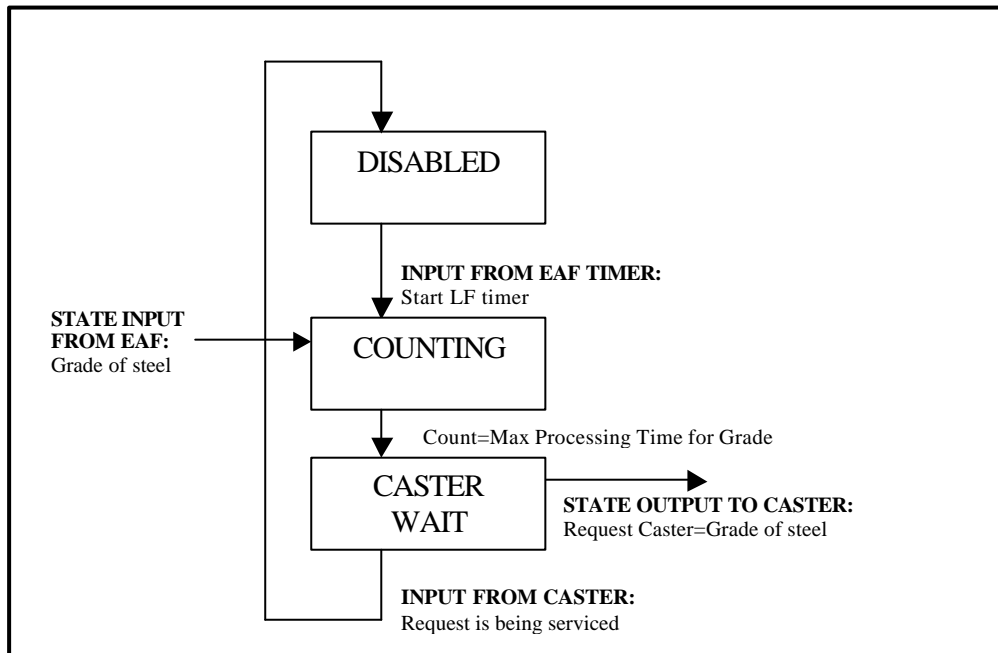 DISABLED
INPUT FROM EAF TIMER:
Start LF timer
STATE INPUT
FROM EAF:
Grade of steel
COUNTING
Count=Max Processing Time for Grade
CASTER
WAIT
STATE OUTPUT TO CASTER:
Request Caster=Grade of steel
INPUT FROM CASTER:
Request is being serviced